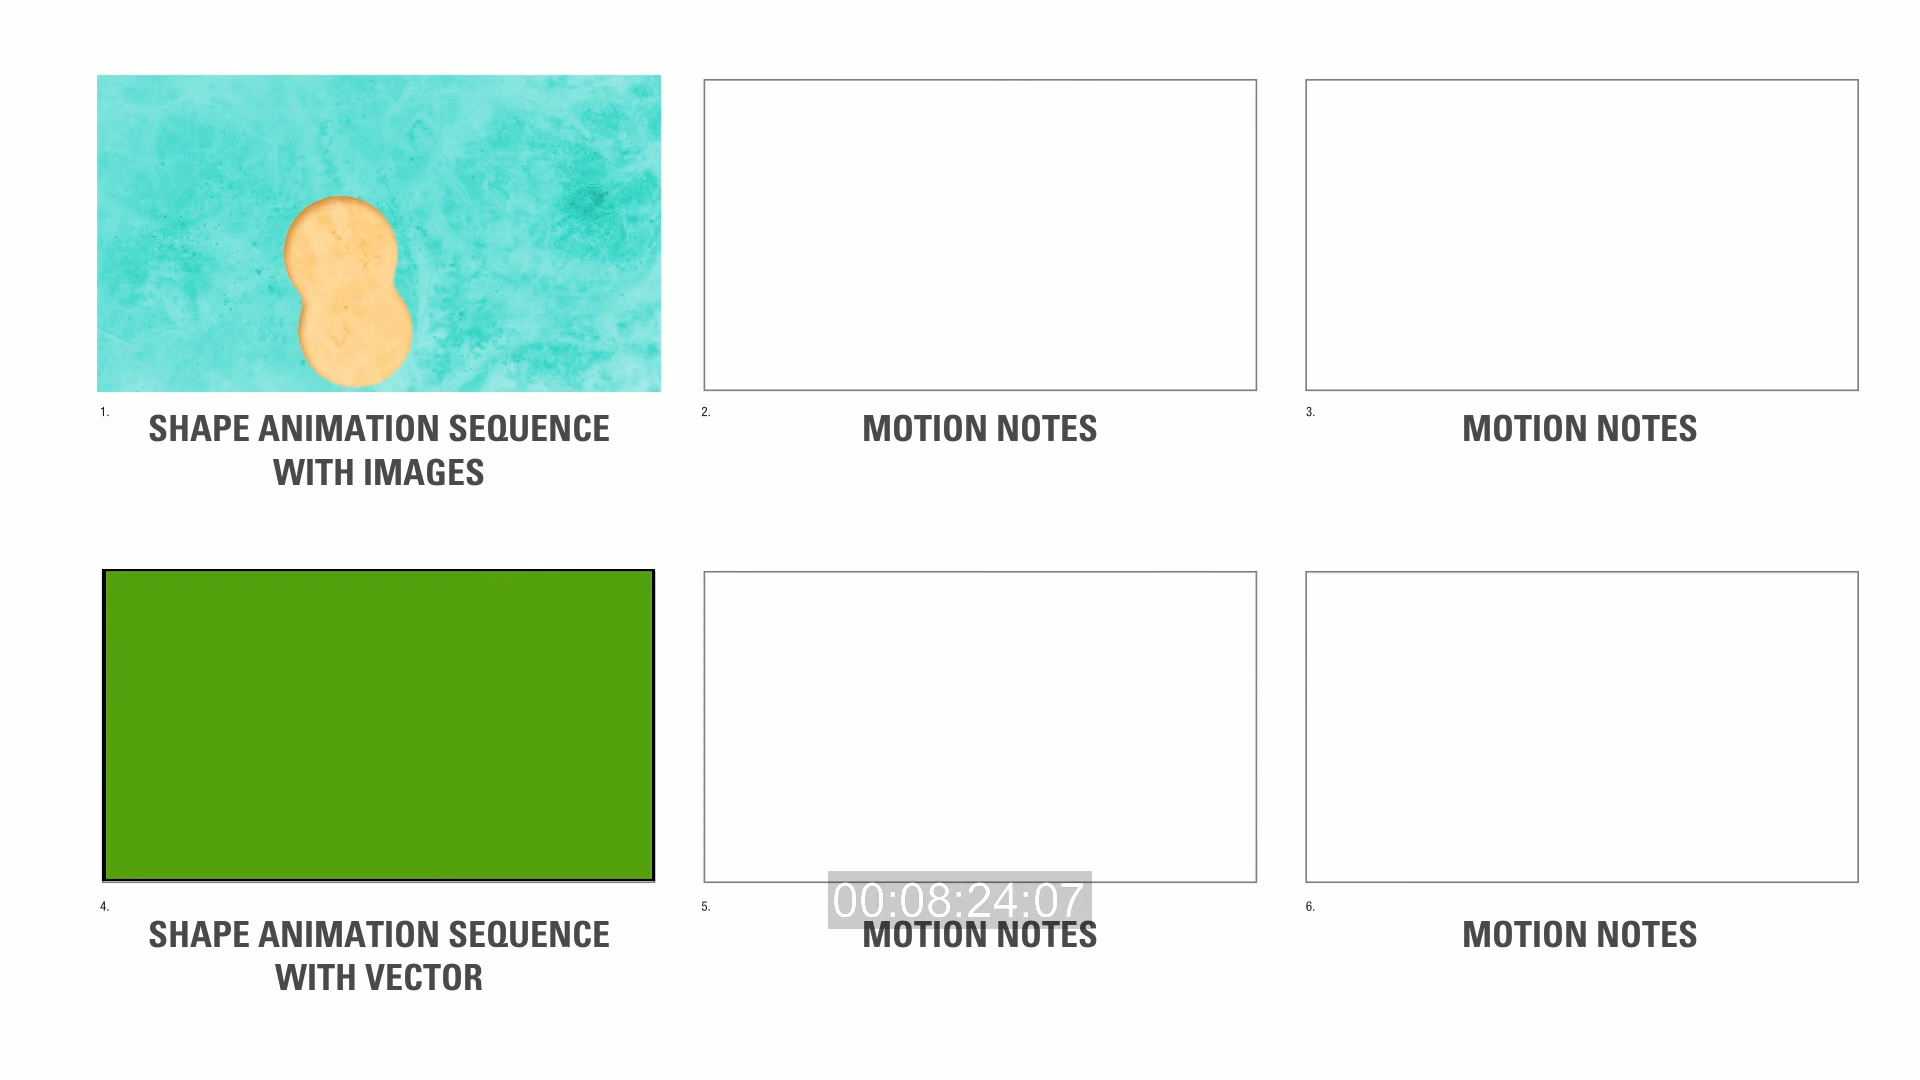 1.
SHAPE ANIMATION SEQUENCE
WITH IMAGES
2.
MOTION NOTES
3.
MOTION NOTES
4.
SHAPE ANIMATION SEQUENCE
WITH VECTOR
00:08:24:07
5.
MOTION NOTES
6.
MOTION NOTES